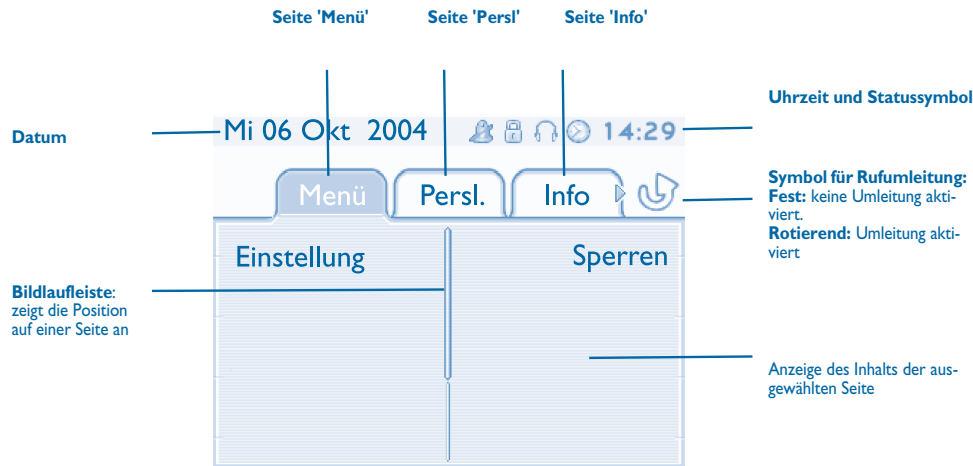 Seite 'Menü' Seite 'Persl' Seite 'Info'
Uhrzeit und Statussymbol
Datum
Mi 06 Okt 2004 14:29
Symbol für Rufumleitung:
Fest: keine Umleitung akti-
viert.
Rotierend: Umleitung akti-
viert
Menü Persl. Info
Einstellung Sperren
Bildlaufleiste:
zeigt die Position
auf einer Seite an
Anzeige des Inhalts der aus-
gewählten Seite